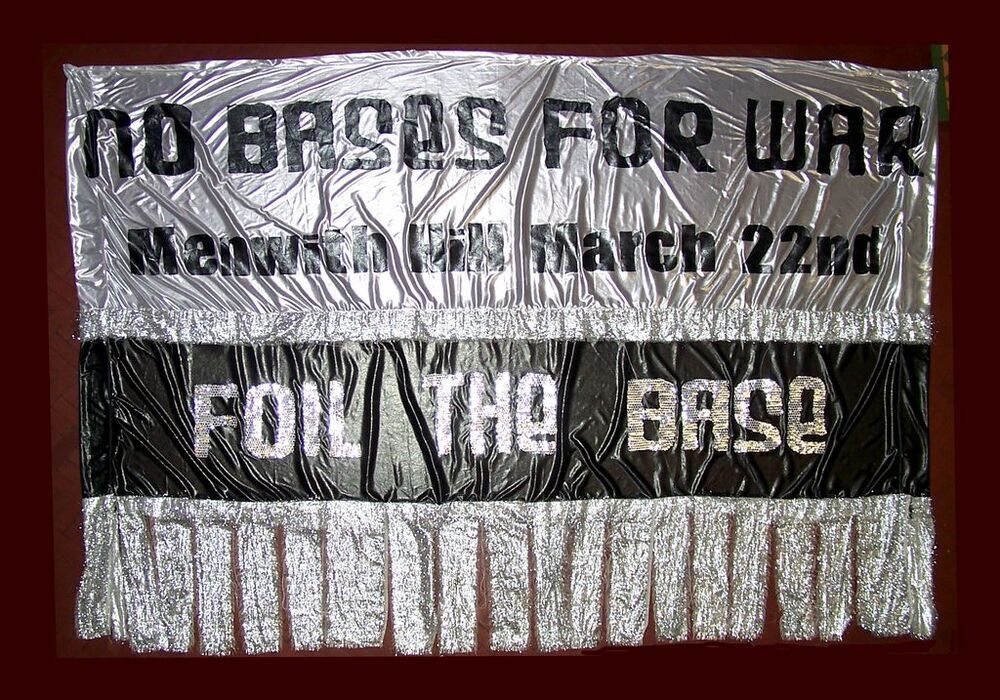 NO BASeS FOR WAR
Menwith Hill March 22nd
FOIL THe BASe